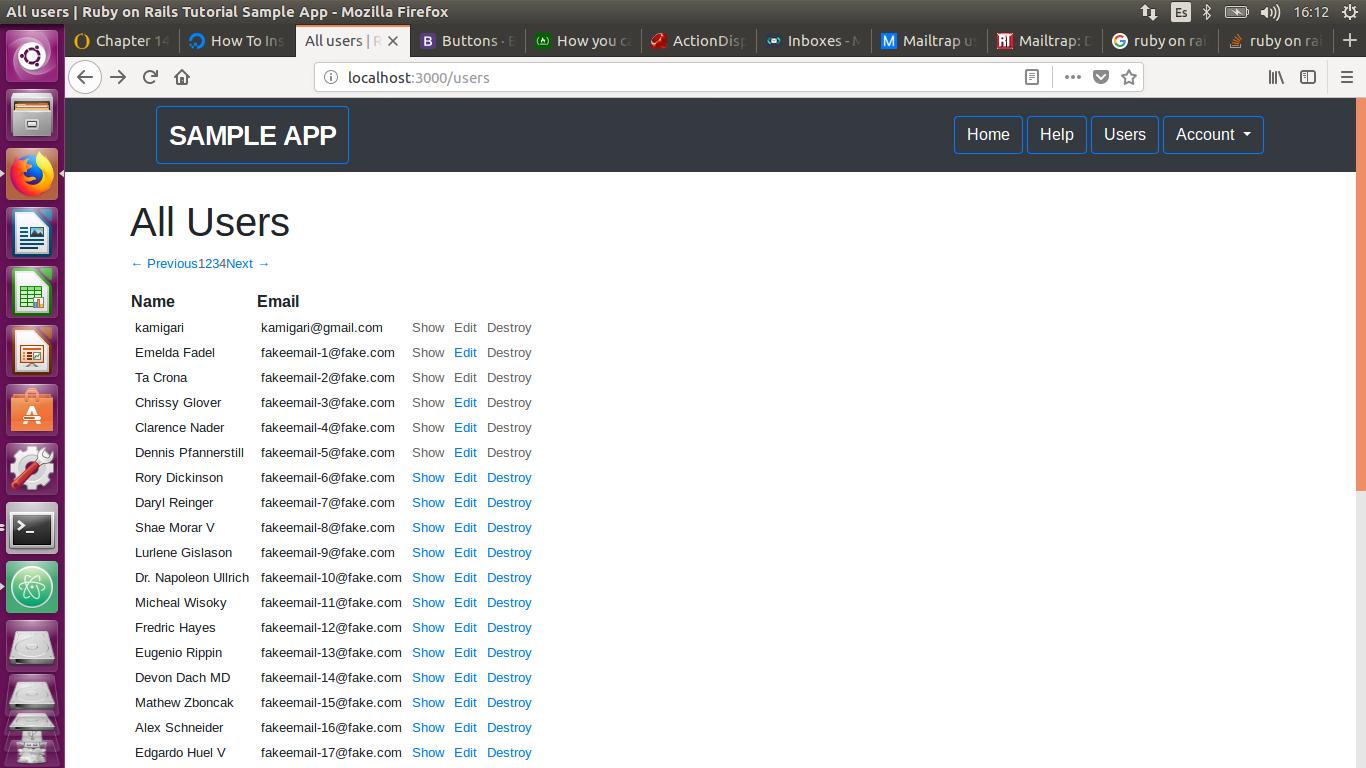 All users | Ruby on Rails Tutorial Sample App - Mozilla Firefox Es 16:12
Chapter 14 How To Ins All users | R Buttons · B How you ca ActionDisp Inboxes - M Mailtrap us Mailtrap: D ruby on rai ruby on rai
localhost:3000/users
SAMPLE APP Home Help Users Account
All Users
← Previous1234Next →
Name Email
kamigari kamigari@gmail.com Show Edit Destroy
Emelda Fadel fakeemail-1@fake.com Show Edit Destroy
Ta Crona fakeemail-2@fake.com Show Edit Destroy
Chrissy Glover fakeemail-3@fake.com Show Edit Destroy
Clarence Nader fakeemail-4@fake.com Show Edit Destroy
Dennis Pfannerstill fakeemail-5@fake.com Show Edit Destroy
Rory Dickinson fakeemail-6@fake.com Show Edit Destroy
Daryl Reinger fakeemail-7@fake.com Show Edit Destroy
Shae Morar V fakeemail-8@fake.com Show Edit Destroy
Lurlene Gislason fakeemail-9@fake.com Show Edit Destroy
Dr. Napoleon Ullrich fakeemail-10@fake.com Show Edit Destroy
Micheal Wisoky fakeemail-11@fake.com Show Edit Destroy
Fredric Hayes fakeemail-12@fake.com Show Edit Destroy
Eugenio Rippin fakeemail-13@fake.com Show Edit Destroy
Devon Dach MD fakeemail-14@fake.com Show Edit Destroy
Mathew Zboncak fakeemail-15@fake.com Show Edit Destroy
Alex Schneider fakeemail-16@fake.com Show Edit Destroy
Edgardo Huel V fakeemail-17@fake.com Show Edit Destroy